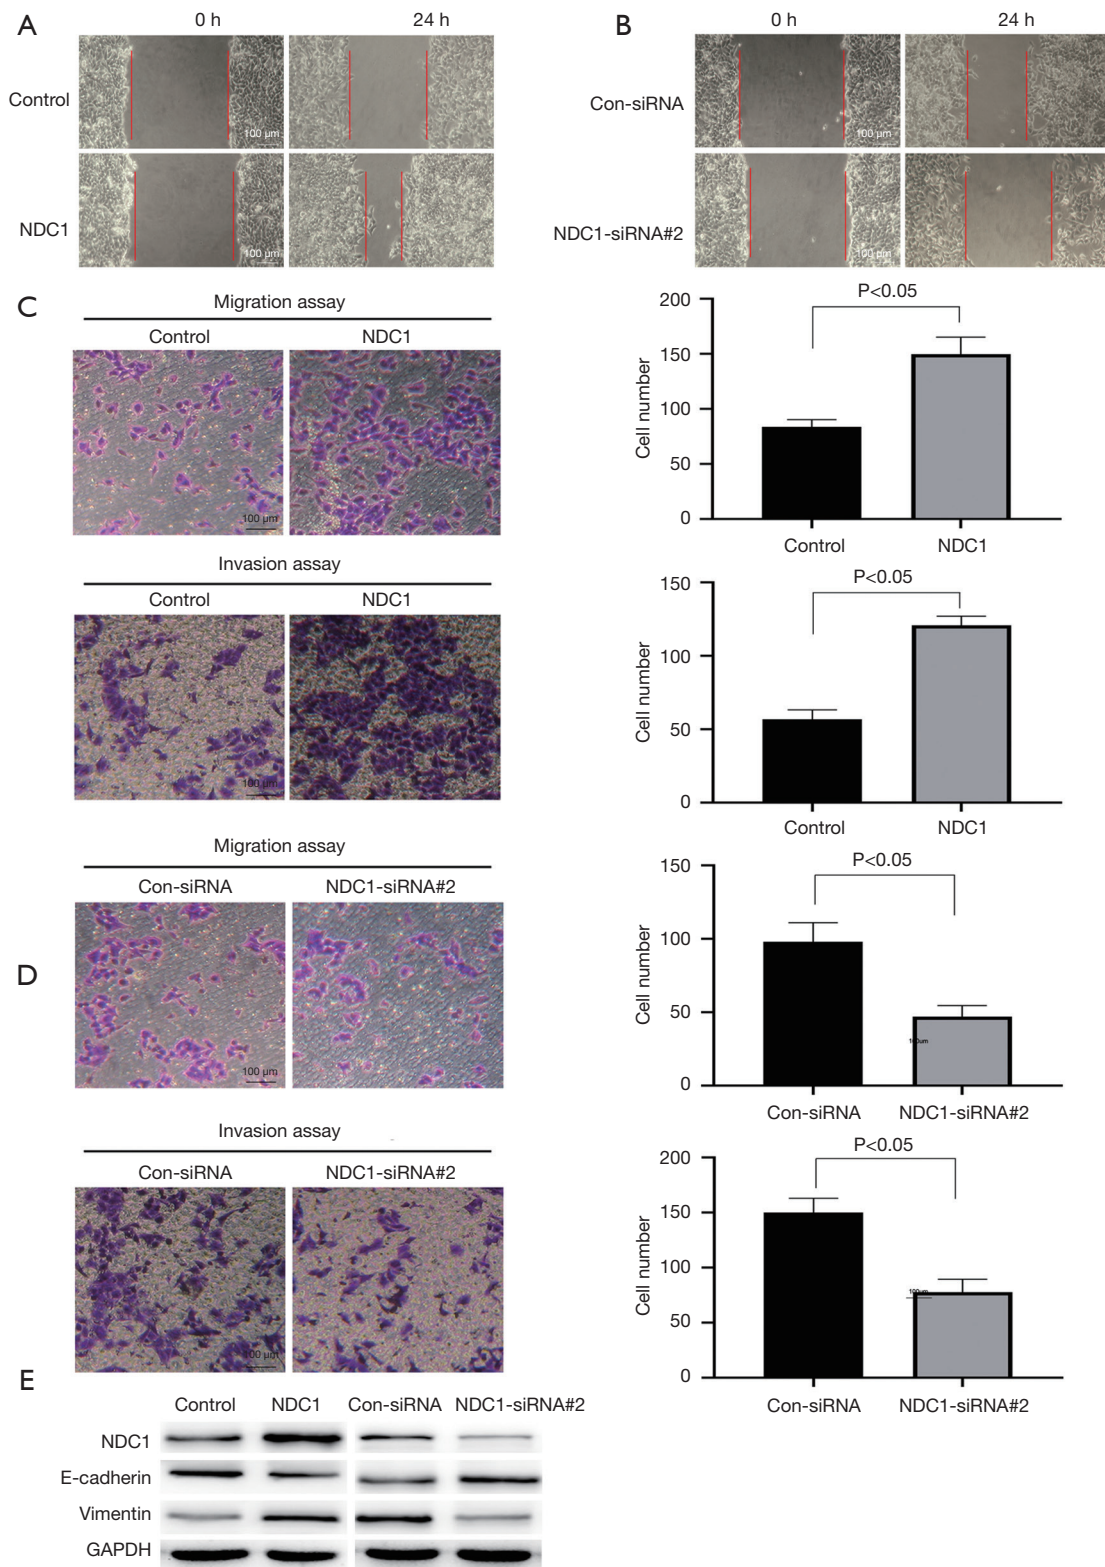 A
0 h
24 h
B
0 h
24 h
Control
100 µm
Con-siRNA
100 µm
NDC1
100 µm
NDC1-siRNA#2
100 µm
C
Migration assay
Control
NDC1
100 µm
200
150
100
50
0
Cell number
P<0.05
Control
NDC1
Invasion assay
Control
NDC1
100 µm
150
100
50
0
Cell number
P<0.05
Control
NDC1
D
Migration assay
Con-siRNA
NDC1-siRNA#2
100 µm
150
100
50
0
Cell number
P<0.05
100um
Con-siRNA
NDC1-siRNA#2
Invasion assay
Con-siRNA
NDC1-siRNA#2
100 µm
200
150
100
50
0
Cell number
P<0.05
100um
Con-siRNA
NDC1-siRNA#2
E
Control
NDC1
Con-siRNA
NDC1-siRNA#2
NDC1
E-cadherin
Vimentin
GAPDH